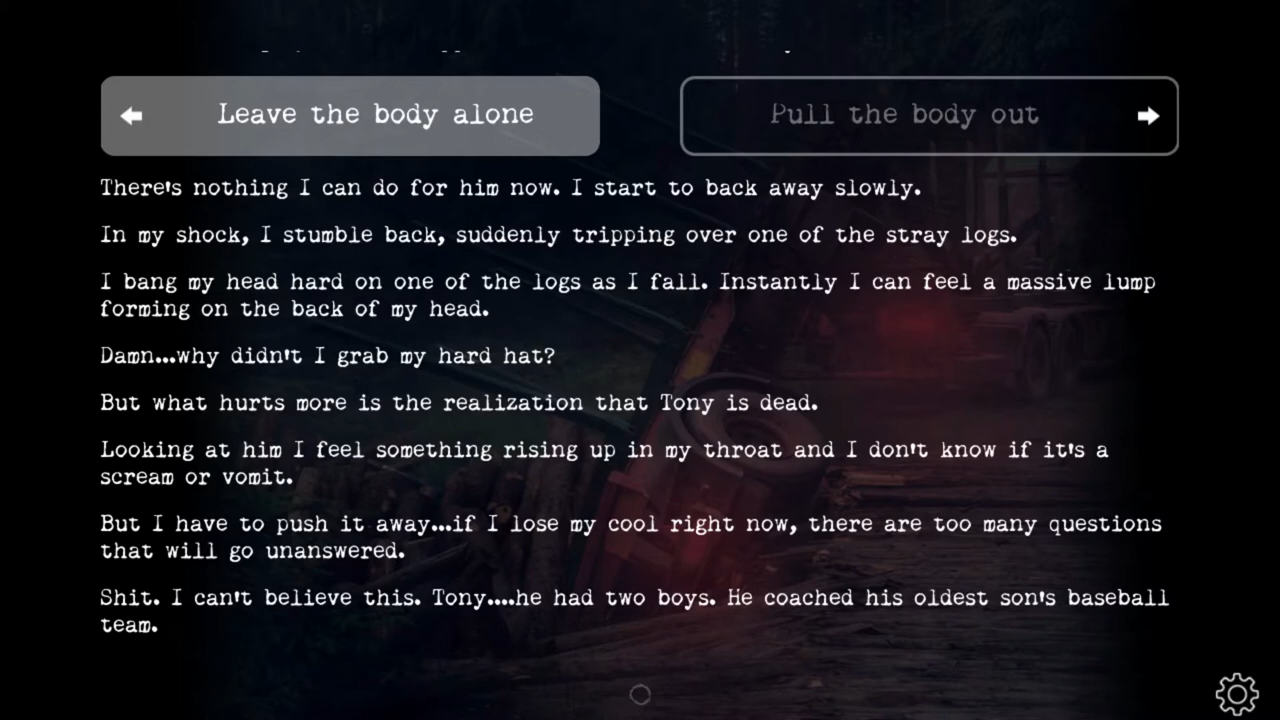 Leave the body alone
Pull the body out
There's nothing I can do for him now. I start to back away slowly.
In my shock, I stumble back, suddenly tripping over one of the stray logs.
I bang my head hard on one of the logs as I fall. Instantly I can feel a massive lump
forming on the back of my head.
Damn...why didn't I grab my hard hat?
But what hurts more is the realization that Tony is dead.
Looking at him I feel something rising up in my throat and I don't know if it's a
scream or vomit.
But I have to push it away...if I lose my cool right now, there are too many questions
that will go unanswered.
Shit. I can't believe this. Tony....he had two boys. He coached his oldest son's baseball
team.